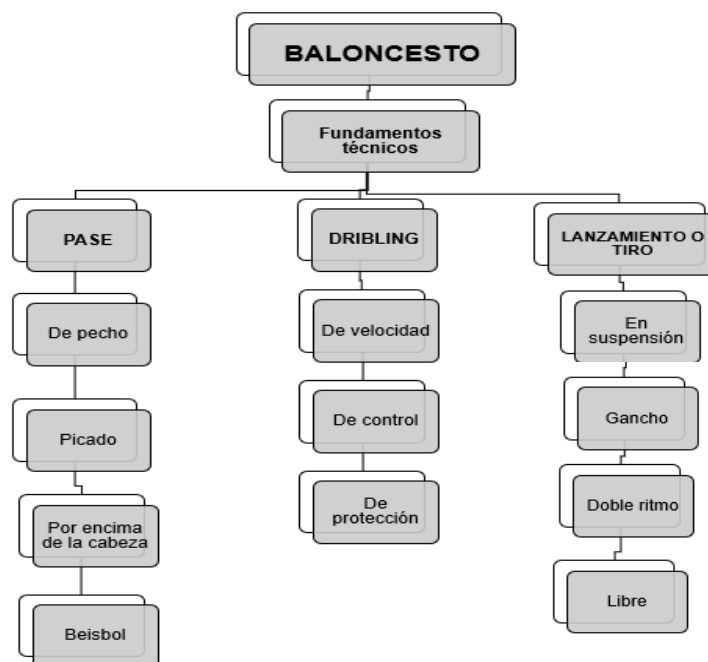 BALONCESTO
Fundamentos
técnicos
PASE
De pecho
Picado
Por encima
de la cabeza
Beisbol
DRIBLING
De velocidad
De control
De
protección
LANZAMIENTO O
TIRO
En
suspensión
Gancho
Doble ritmo
Libre